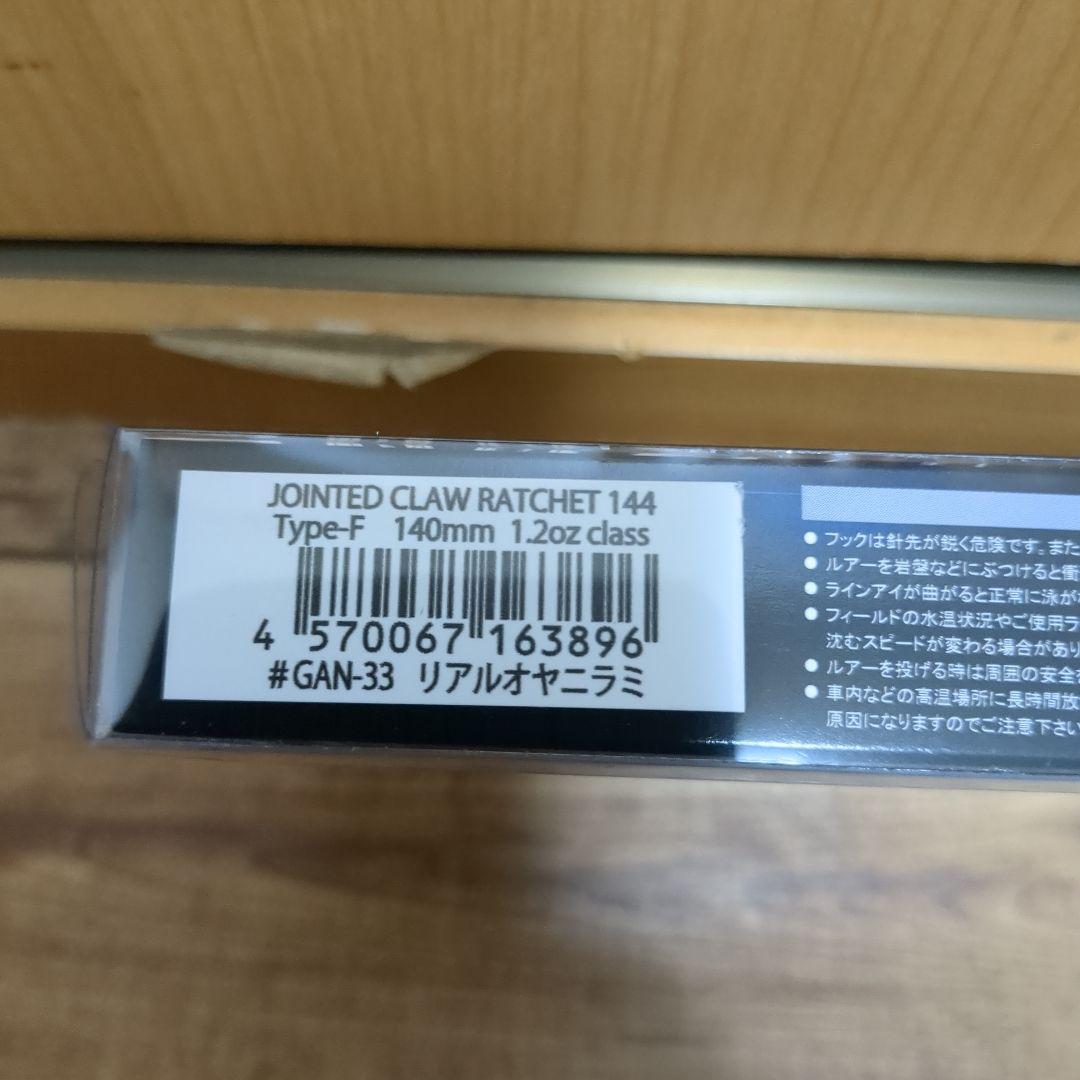 JOINTED CLAW RATCHET 144
Type-F 140mm 1.2oz class
4 570067 163896
#GAN-33 リアルオヤニラミ
● フックは針先が鋭く危険です。また
● ルアーを岩盤などにぶつけると衝
● ラインアイが曲がると正常に泳が
● フィールドの水温状況やご使用ラ
沈むスピードが変わる場合があり
● ルアーを投げる時は周囲の安全を
● 車内などの高温場所に長時間放
原因になりますのでご注意下さい